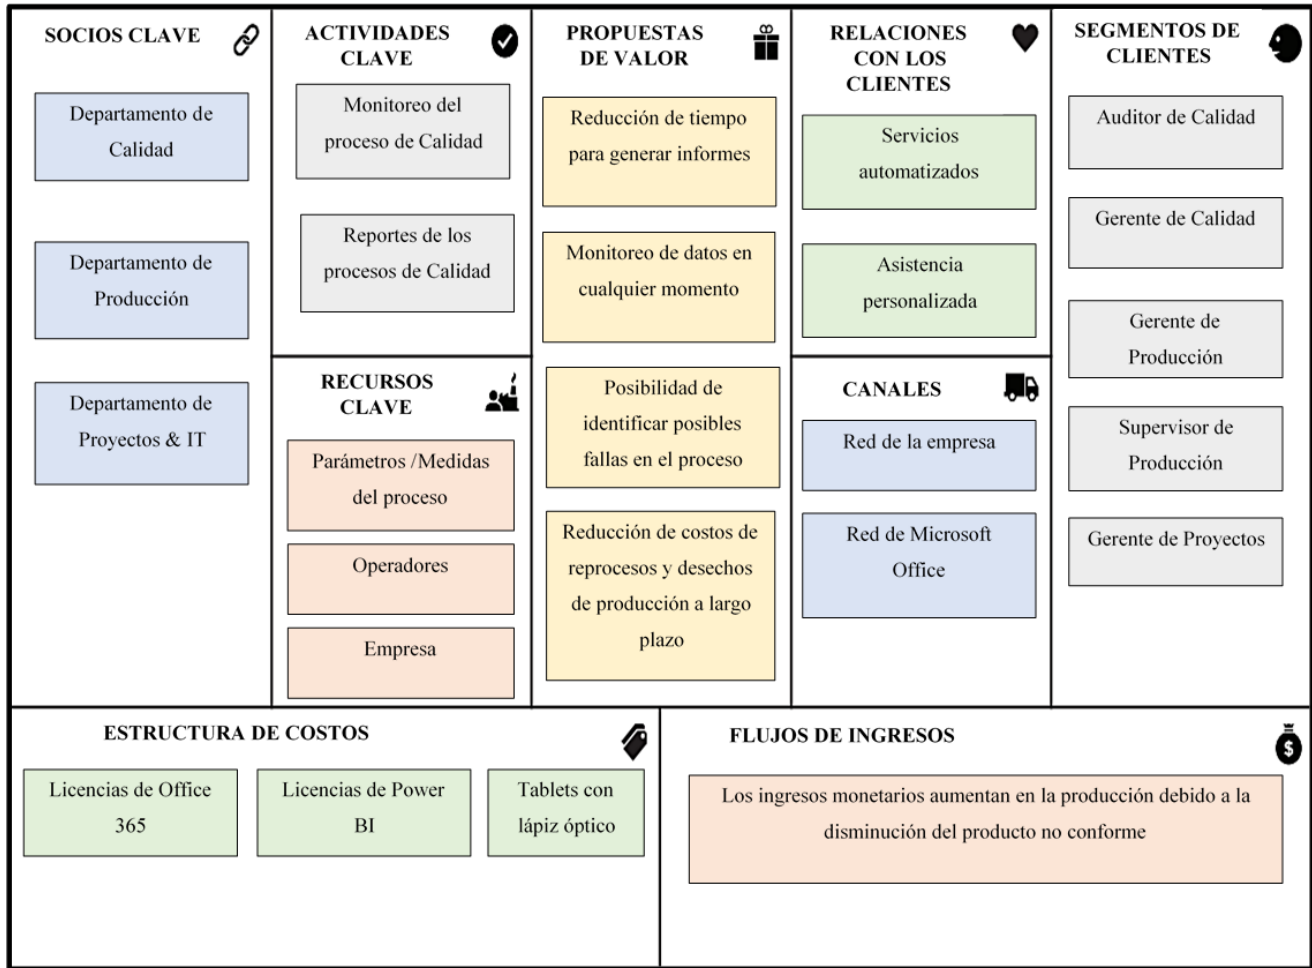 SOCIOS CLAVE
Departamento de
Calidad
Departamento de
Producción
Departamento de
Proyectos & IT
ACTIVIDADES
CLAVE
Monitoreo del
proceso de Calidad
Reportes de los
procesos de Calidad
RECURSOS
CLAVE
Parámetros /Medidas
del proceso
Operadores
Empresa
PROPUESTAS
DE VALOR
Reducción de tiempo
para generar informes
Monitoreo de datos en
cualquier momento
Posibilidad de
identificar posibles
fallas en el proceso
Reducción de costos de
reprocesos y desechos
de producción a largo
plazo
RELACIONES
CON LOS
CLIENTES
Servicios
automatizados
Asistencia
personalizada
CANALES
Red de la empresa
Red de Microsoft
Office
SEGMENTOS DE
CLIENTES
Auditor de Calidad
Gerente de Calidad
Gerente de
Producción
Supervisor de
Producción
Gerente de Proyectos
ESTRUCTURA DE COSTOS
Licencias de Office
365
Licencias de Power
BI
Tablets con
lápiz óptico
FLUJOS DE INGRESOS
$
Los ingresos monetarios aumentan en la producción debido a la
disminución del producto no conforme